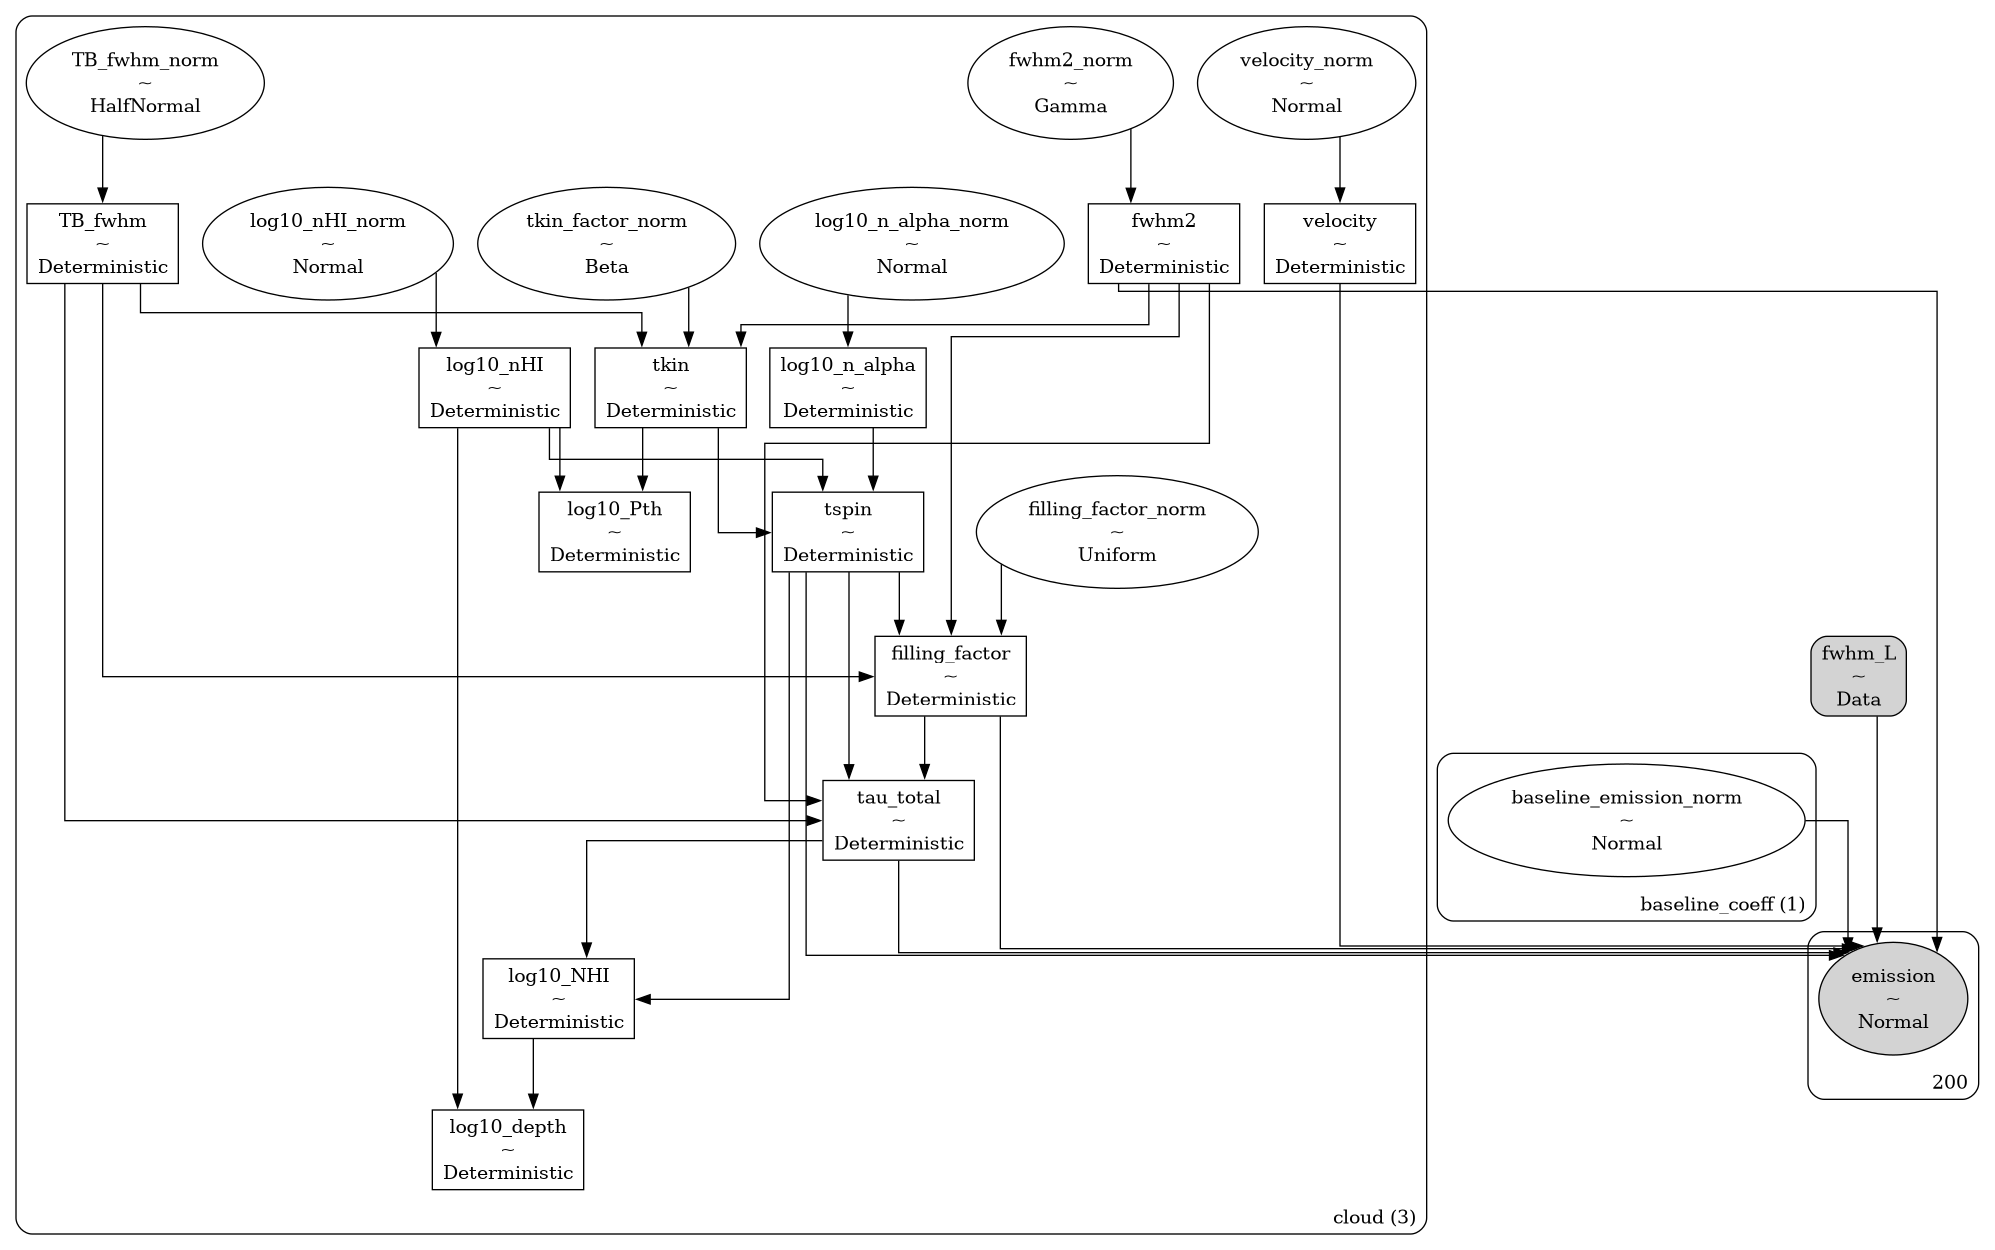 TB_fwhm_norm
~
HalfNormal
fwhm2_norm
~
Gamma
velocity_norm
~
Normal
TB_fwhm
~
Deterministic
log10_nHI_norm
~
Normal
tkin_factor_norm
~
Beta
log10_n_alpha_norm
~
Normal
fwhm2
~
Deterministic
velocity
~
Deterministic
log10_nHI
~
Deterministic
tkin
~
Deterministic
log10_n_alpha
~
Deterministic
log10_Pth
~
Deterministic
tspin
~
Deterministic
filling_factor_norm
~
Uniform
filling_factor
~
Deterministic
fwhm_L
~
Data
tau_total
~
Deterministic
baseline_emission_norm
~
Normal
baseline_coeff (1)
log10_NHI
~
Deterministic
emission
~
Normal
200
log10_depth
~
Deterministic
cloud (3)